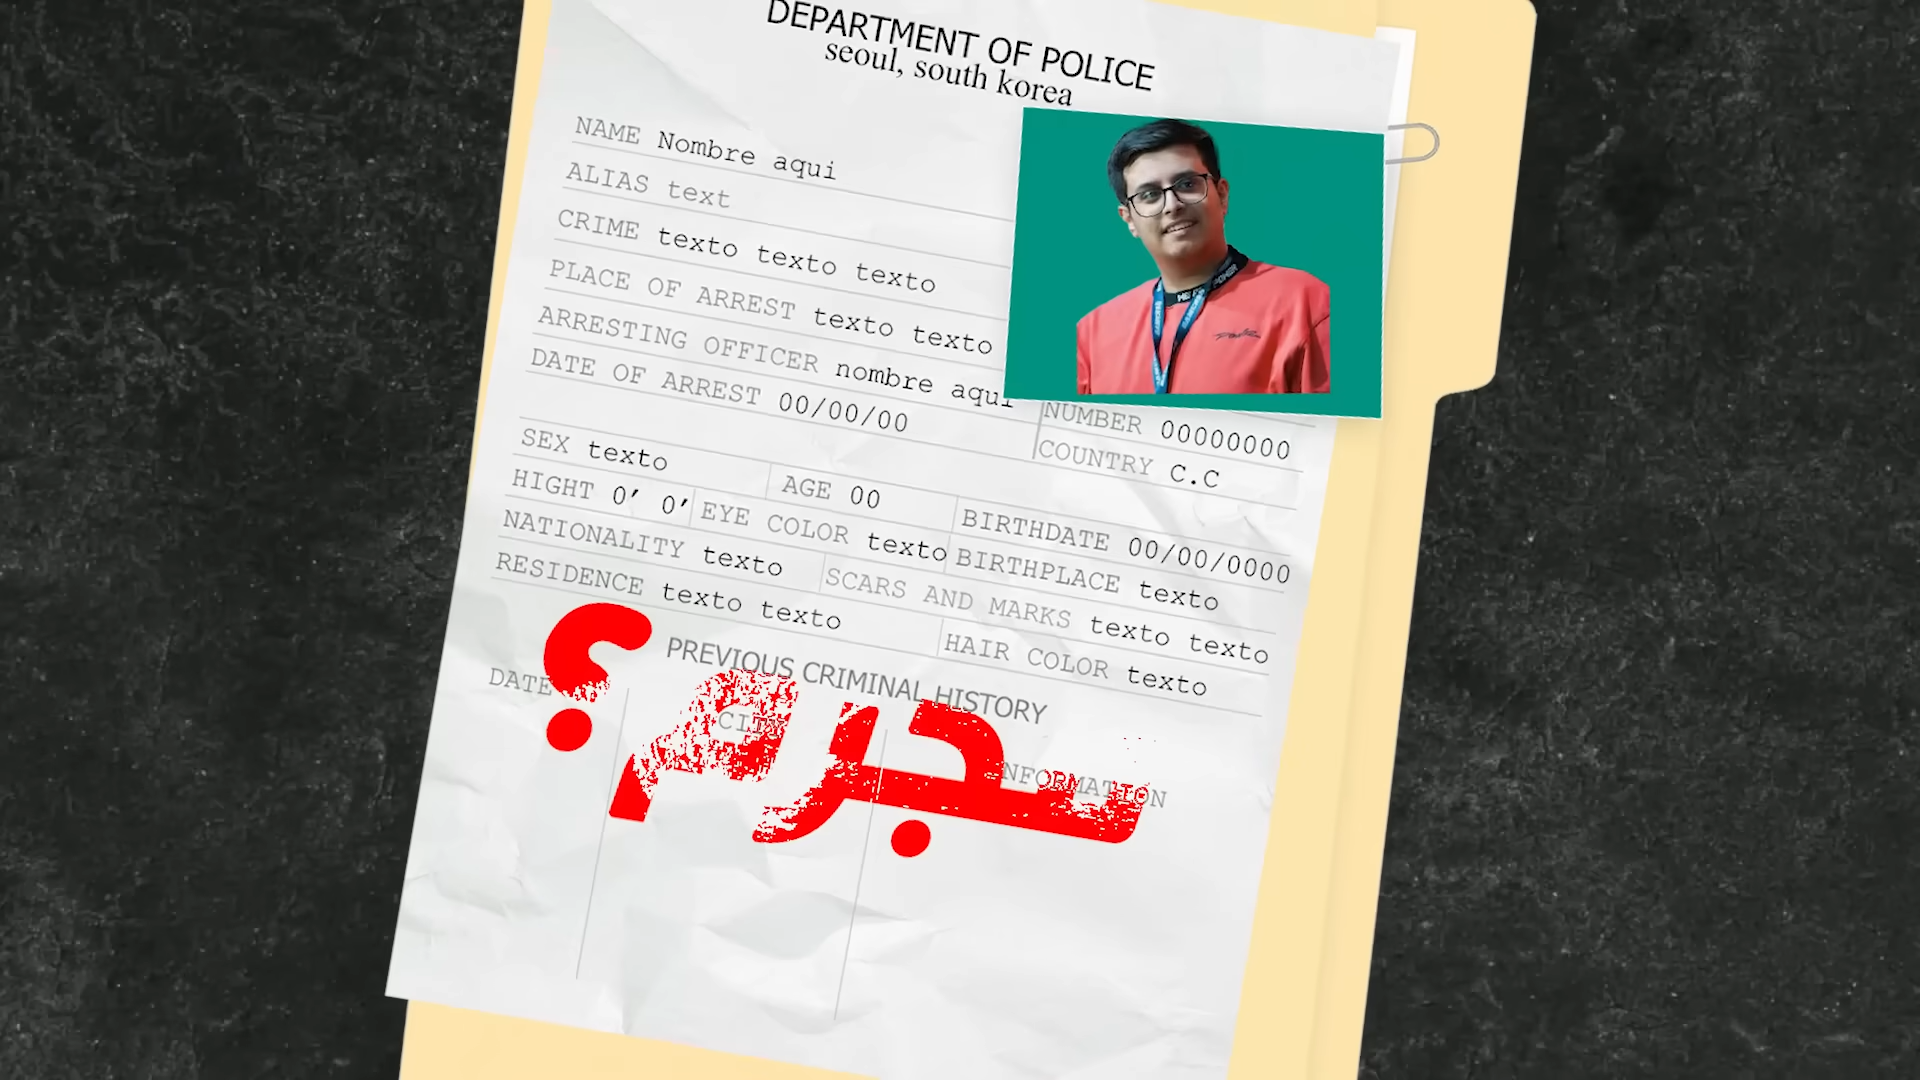 DEPARTMENT OF POLICE
seoul, south korea
NAME Nombre aqui
ALIAS text
CRIME texto texto texto
PLACE OF ARREST texto texto
ARRESTING OFFICER nombre aqui
DATE OF ARREST 00/00/00
NUMBER 00000000
COUNTRY C.C
SEX texto
AGE 00
BIRTHDATE 00/00/0000
HIGHT 0' 0'
EYE COLOR texto
BIRTHPLACE texto
NATIONALITY texto
SCARS AND MARKS texto texto
RESIDENCE texto texto
HAIR COLOR texto
PREVIOUS CRIMINAL HISTORY
DATE
CITY
NFORMATION
؟